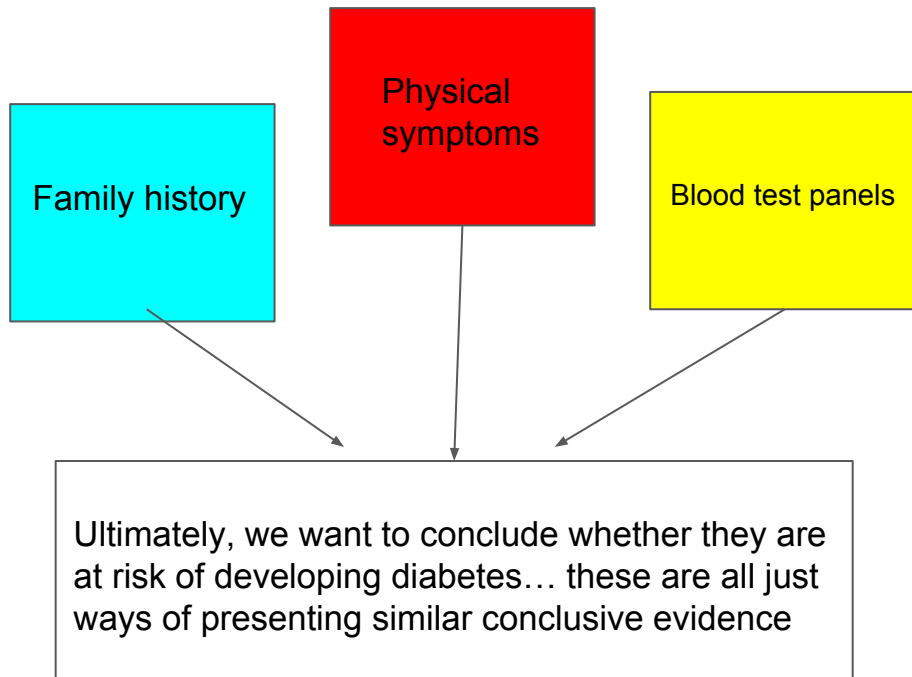 Physical
symptoms
Family history
Blood test panels
Ultimately, we want to conclude whether they are
at risk of developing diabetes… these are all just
ways of presenting similar conclusive evidence